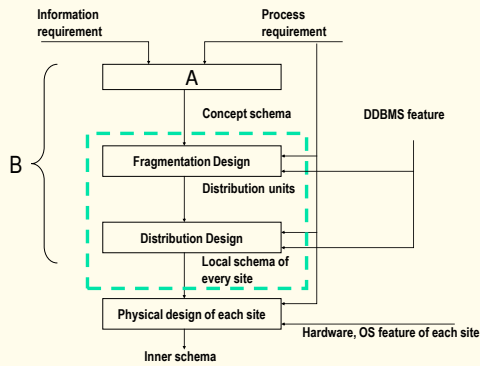 Information
requirement
Process
requirement
A
Concept schema
DDBMS feature
B
Fragmentation Design
Distribution units
Distribution Design
Local schema of
every site
Physical design of each site
Hardware, OS feature of each site
Inner schema